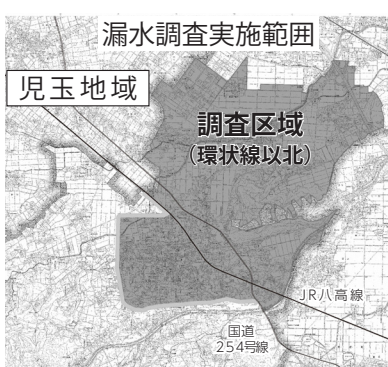 漏水調査実施範囲
児玉地域
調査区域
（環状線以北）
JR八高線
国道
254号線